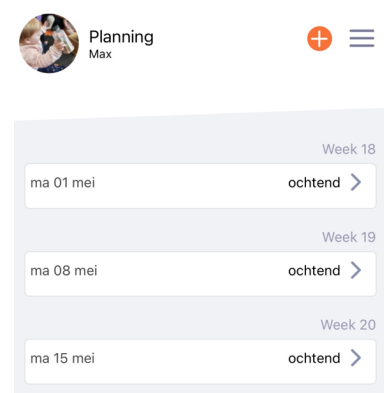 Planning
Max
Week 18
ma 01 mei ochtend
Week 19
ma 08 mei ochtend
Week 20
ma 15 mei ochtend